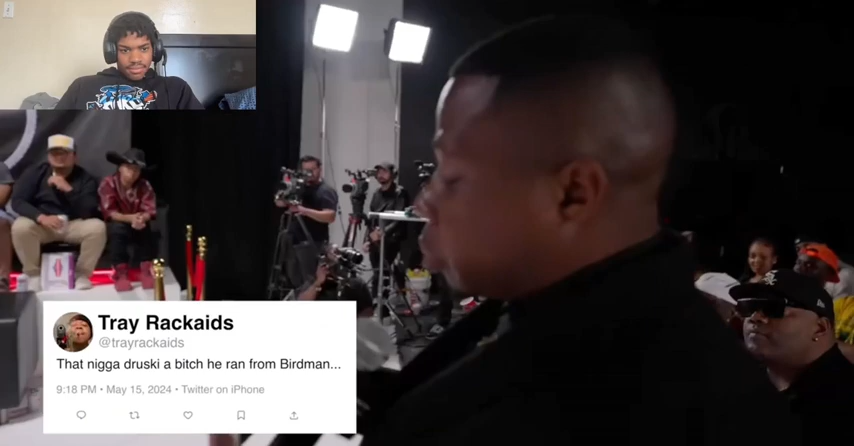 Tray Rackaids
@trayrackaids
That nigga druski a bitch he ran from Birdman...
9:18 PM • May 15, 2024 • Twitter on iPhone